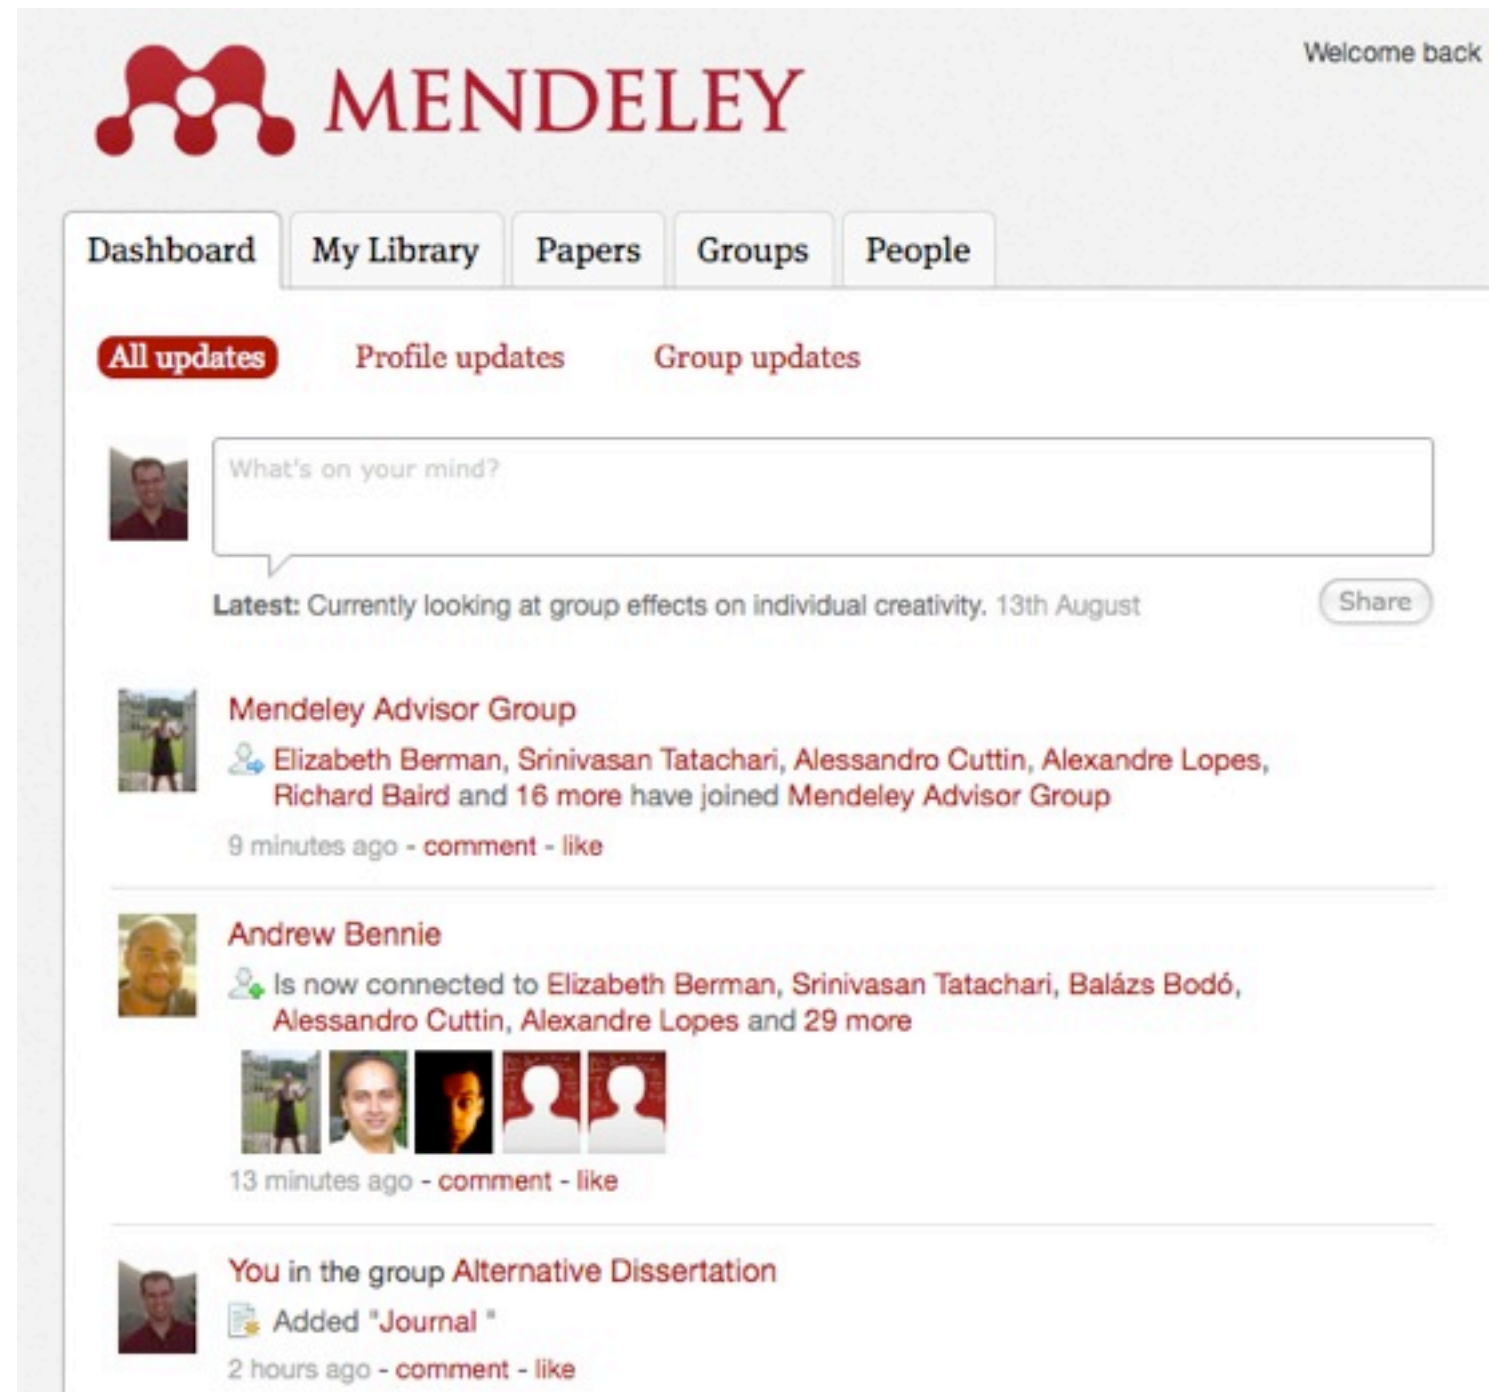 Welcome back
MENDELEY
Dashboard My Library Papers Groups People
All updates Profile updates Group updates
What's on your mind?
Latest: Currently looking at group effects on individual creativity. 13th August
Share
Mendeley Advisor Group
Elizabeth Berman, Srinivasan Tatachari, Alessandro Cuttin, Alexandre Lopes,
Richard Baird and 16 more have joined Mendeley Advisor Group
9 minutes ago - comment - like
Andrew Bennie
Is now connected to Elizabeth Berman, Srinivasan Tatachari, Balázs Bodó,
Alessandro Cuttin, Alexandre Lopes and 29 more
13 minutes ago - comment - like
You in the group Alternative Dissertation
Added "Journal "
2 hours ago - comment - like